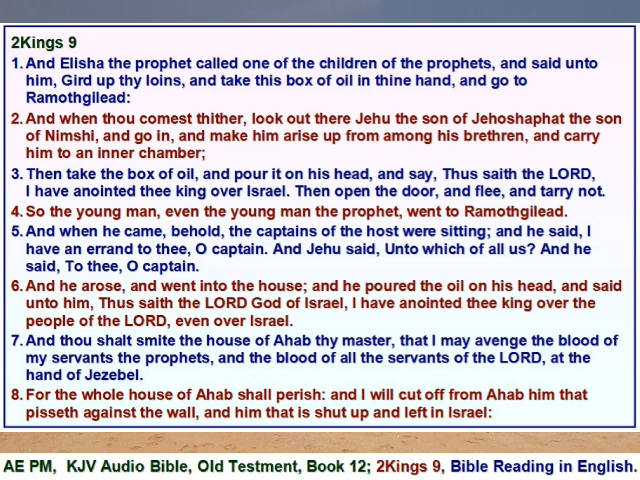 2Kings 9
1. And Elisha the prophet called one of the children of the prophets, and said unto
him, Gird up thy loins, and take this box of oil in thine hand, and go to
Ramothgilead:
2. And when thou comest thither, look out there Jehu the son of Jehoshaphat the son
of Nimshi, and go in, and make him arise up from among his brethren, and carry
him to an inner chamber;
3. Then take the box of oil, and pour it on his head, and say, Thus saith the LORD,
I have anointed thee king over Israel. Then open the door, and flee, and tarry not.
4. So the young man, even the young man the prophet, went to Ramothgilead.
5. And when he came, behold, the captains of the host were sitting; and he said, I
have an errand to thee, O captain. And Jehu said, Unto which of all us? And he
said, To thee, O captain.
6. And he arose, and went into the house; and he poured the oil on his head, and said
unto him, Thus saith the LORD God of Israel, I have anointed thee king over the
people of the LORD, even over Israel.
7. And thou shalt smite the house of Ahab thy master, that I may avenge the blood of
my servants the prophets, and the blood of all the servants of the LORD, at the
hand of Jezebel.
8. For the whole house of Ahab shall perish: and I will cut off from Ahab him that
pisseth against the wall, and him that is shut up and left in Israel:
AE PM, KJV Audio Bible, Old Testment, Book 12; 2Kings 9, Bible Reading in English.